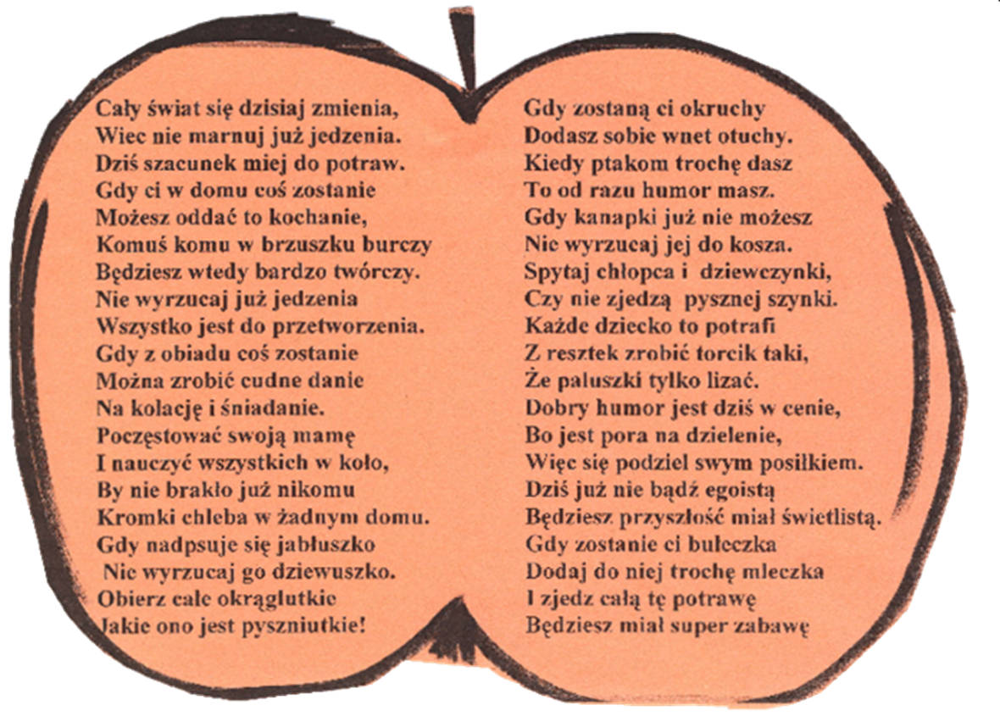 Cały świat się dzisiaj zmienia,
Wiec nie marnuj już jedzenia.
Dziś szacunek miej do potraw.
Gdy ci w domu coś zostanie
Możesz oddać to kochanie,
Komuś komu w brzuszku burczy
Będziesz wtedy bardzo twórczy.
Nie wyrzucaj już jedzenia
Wszystko jest do przetworzenia.
Gdy z obiadu coś zostanie
Można zrobić cudne danie
Na kolację i śniadanie.
Poczęstować swoją mamę
I nauczyć wszystkich w koło,
By nie brakło już nikomu
Kromki chleba w żadnym domu.
Gdy nadpsuje się jabłuszko
Nie wyrzucaj go dziewuszko.
Obierz całe okrąglutkie
Jakie ono jest pyszniutkie!
Gdy zostaną ci okruchy
Dodasz sobie wnet otuchy.
Kiedy ptakom trochę dasz
To od razu humor masz.
Gdy kanapki już nie możesz
Nie wyrzucaj jej do kosza.
Spytaj chłopca i dziewczynki,
Czy nie zjedzą pysznej szynki.
Każde dziecko to potrafi
Z resztek zrobić torcik taki,
Że paluszki tylko lizać.
Dobry humor jest dziś w cenie,
Bo jest pora na dzielenie,
Więc się podziel swym posiłkiem.
Dziś już nie bądź egoistą
Będziesz przyszłość miał świetlistą.
Gdy zostanie ci bułeczka
Dodaj do niej trochę mleczka
I zjedz całą tę potrawę
Będziesz miał super zabawę